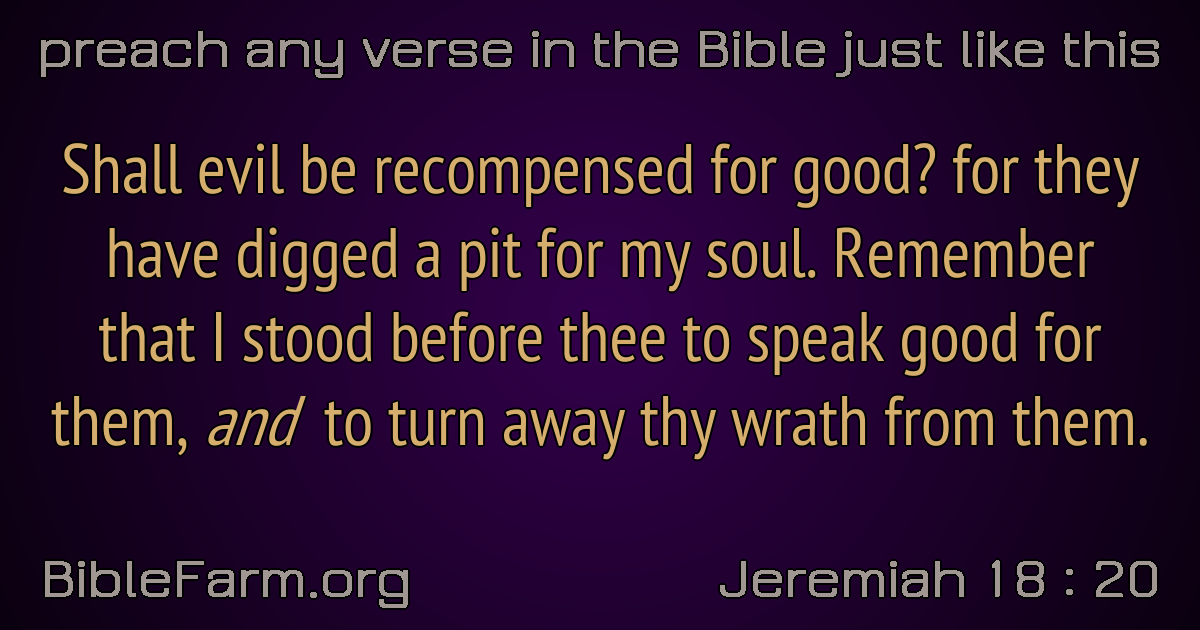 preach any verse in the Bible just like this
Shall evil be recompensed for good? for they
have digged a pit for my soul. Remember
that I stood before thee to speak good for
them, and to turn away thy wrath from them.
BibleFarm.org
Jeremiah 18 : 20